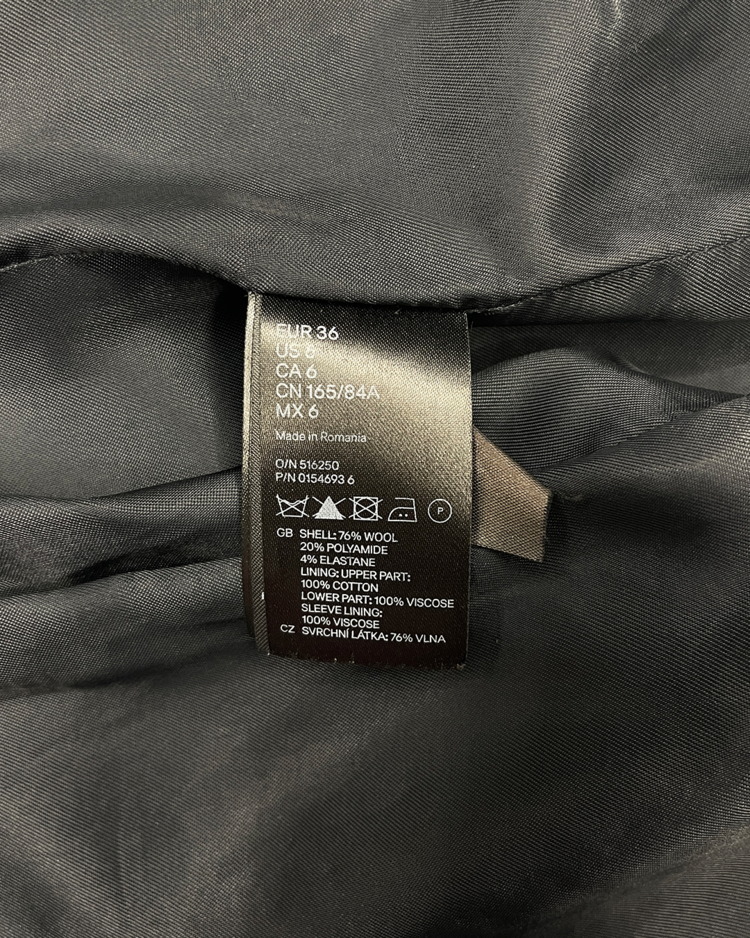 EUR 36
US 6
CA 6
CN 165/84A
MX 6
Made in Romania
O/N 516250
P/N 0154693 6
P
GB SHELL: 76% WOOL
20% POLYAMIDE
4% ELASTANE
LINING: UPPER PART:
100% COTTON
LOWER PART: 100% VISCOSE
SLEEVE LINING:
100% VISCOSE
CZ SVRCHNÍ LÁTKA: 76% VLNA